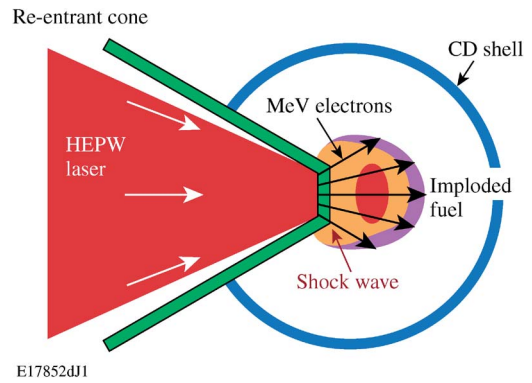 Re-entrant cone
CD shell
MeV electrons
HEPW
laser
Imploded
fuel
Shock wave
E17852dJ1